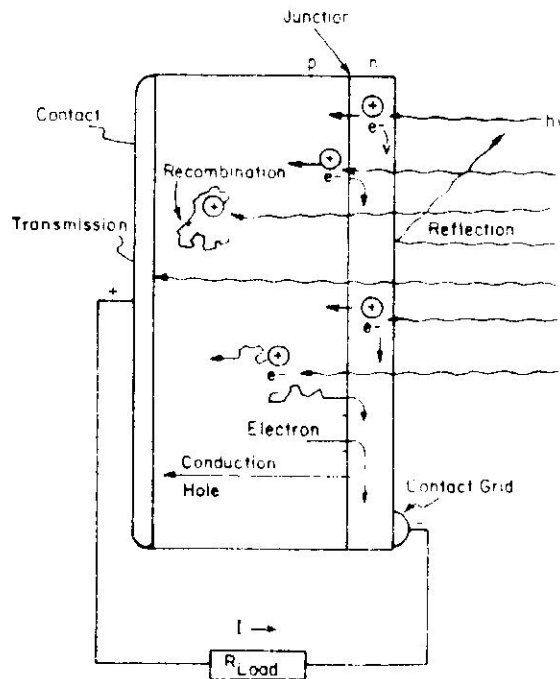 Junction
p n
Contact
+ e- hν
+ e-
Recombination
+
Transmission
Reflection
+
+ e-
+ e-
Electron
Conduction
Hole
Contact Grid
-
I →
RLoad